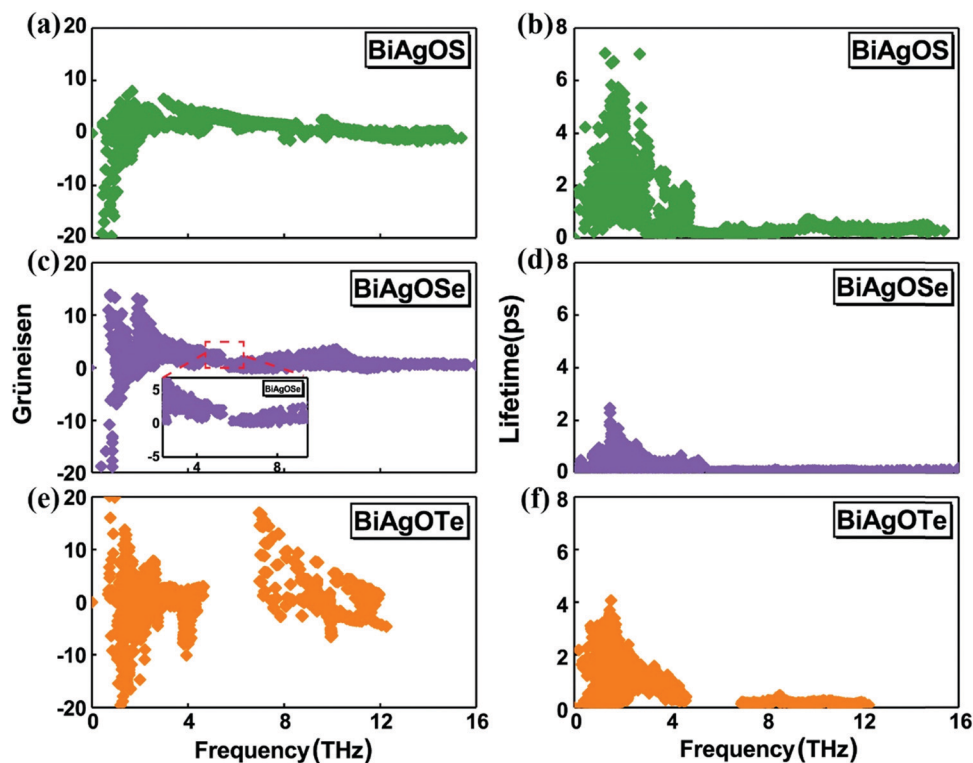 (a)
BiAgOS
20
10
0
-10
-20
(b)
BiAgOS
8
6
4
2
0
(c)
BiAgOSe
20
10
0
-10
-20
BiAgOSe
5
0
-5
4
8
Grüneisen
(d)
BiAgOSe
8
6
4
2
0
Lifetime(ps)
(e)
BiAgOTe
20
10
0
-10
-20
0
4
8
12
16
Frequency(THz)
(f)
BiAgOTe
8
6
4
2
0
0
4
8
12
16
Frequency(THz)